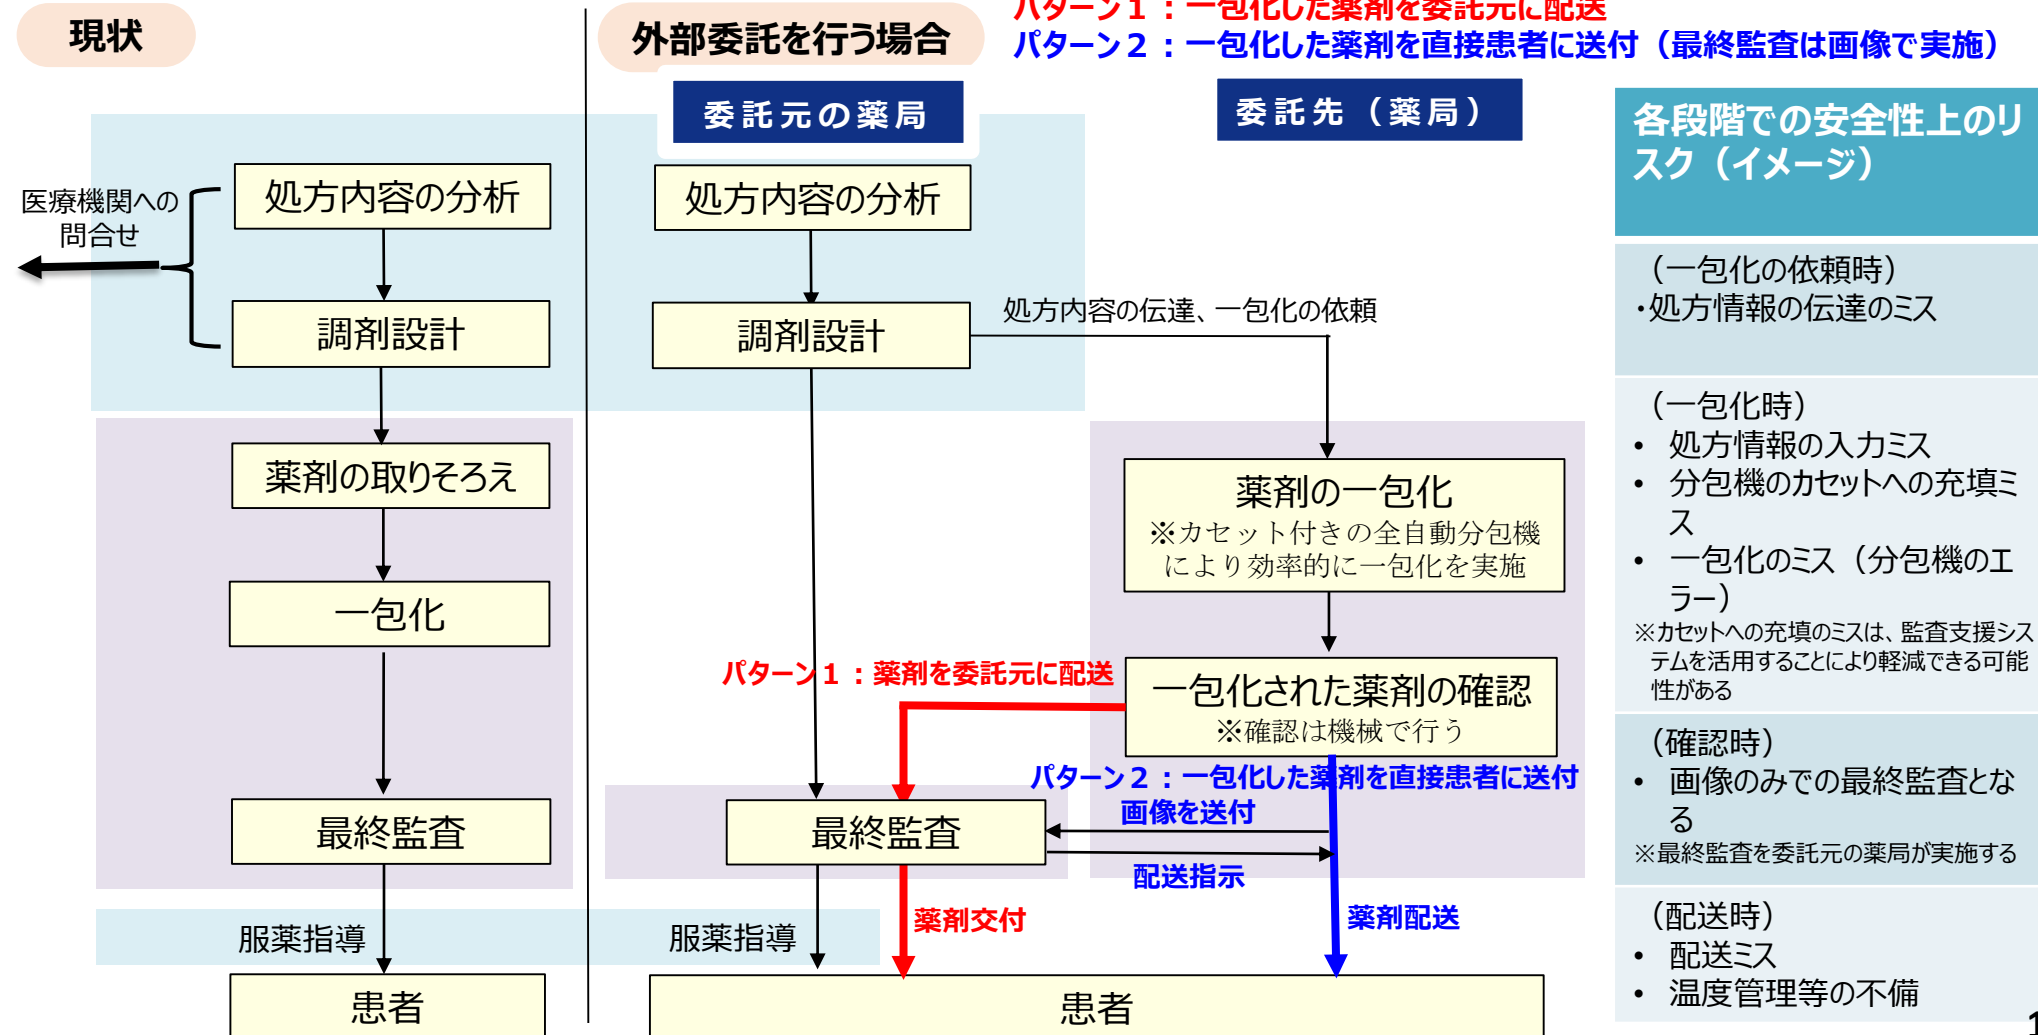 現状
外部委託を行う場合
パターン１：一包化した薬剤を委託元に配送
パターン２：一包化した薬剤を直接患者に送付（最終監査は画像で実施）
委託元の薬局
委託先（薬局）
医療機関への
問合せ
処方内容の分析
調剤設計
薬剤の取りそろえ
一包化
最終監査
服薬指導
患者
処方内容の分析
調剤設計
処方内容の伝達、一包化の依頼
薬剤の一包化
※カセット付きの全自動分包機
により効率的に一包化を実施
一包化された薬剤の確認
※確認は機械で行う
パターン１：薬剤を委託元に配送
パターン２：一包化した薬剤を直接患者に送付
画像を送付
最終監査
配送指示
薬剤交付
薬剤配送
服薬指導
患者
各段階での安全性上のリ
スク（イメージ）
（一包化の依頼時）
・処方情報の伝達のミス
（一包化時）
• 処方情報の入力ミス
• 分包機のカセットへの充填ミ
ス
• 一包化のミス（分包機のエ
ラー）
※カセットへの充填のミスは、監査支援シス
テムを活用することにより軽減できる可能
性がある
（確認時）
• 画像のみでの最終監査とな
る
※最終監査を委託元の薬局が実施する
（配送時）
• 配送ミス
• 温度管理等の不備